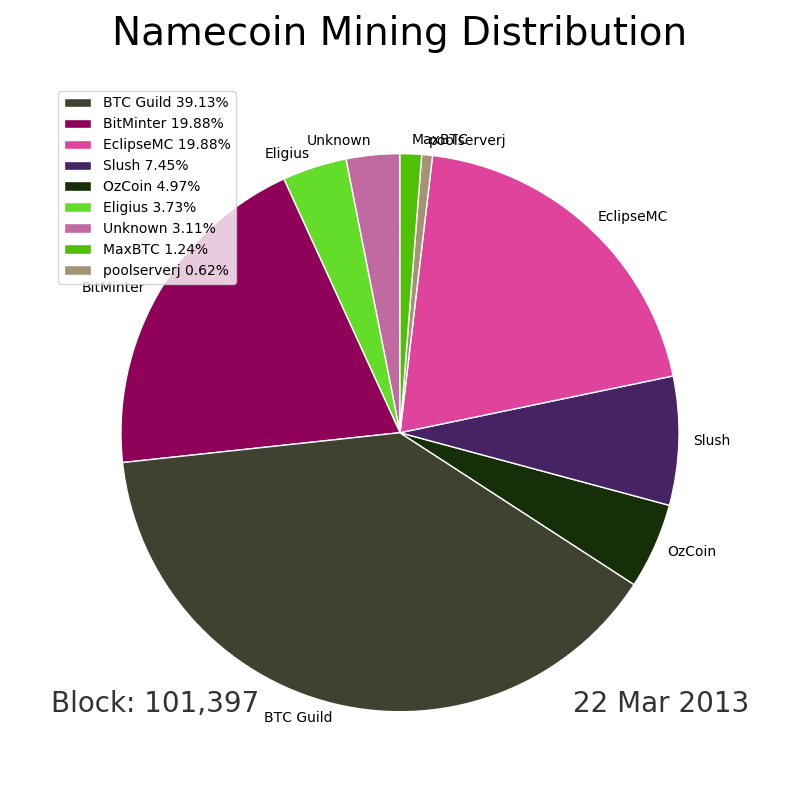 Namecoin Mining Distribution
BTC Guild 39.13%
BitMinter 19.88%
EclipseMC 19.88%
Slush 7.45%
OzCoin 4.97%
Eligius 3.73%
Unknown 3.11%
MaxBTC 1.24%
poolserverj 0.62%
Unknown
MaxBTC
poolserverj
Eligius
EclipseMC
BitMinter
Slush
OzCoin
BTC Guild
Block: 101,397
22 Mar 2013